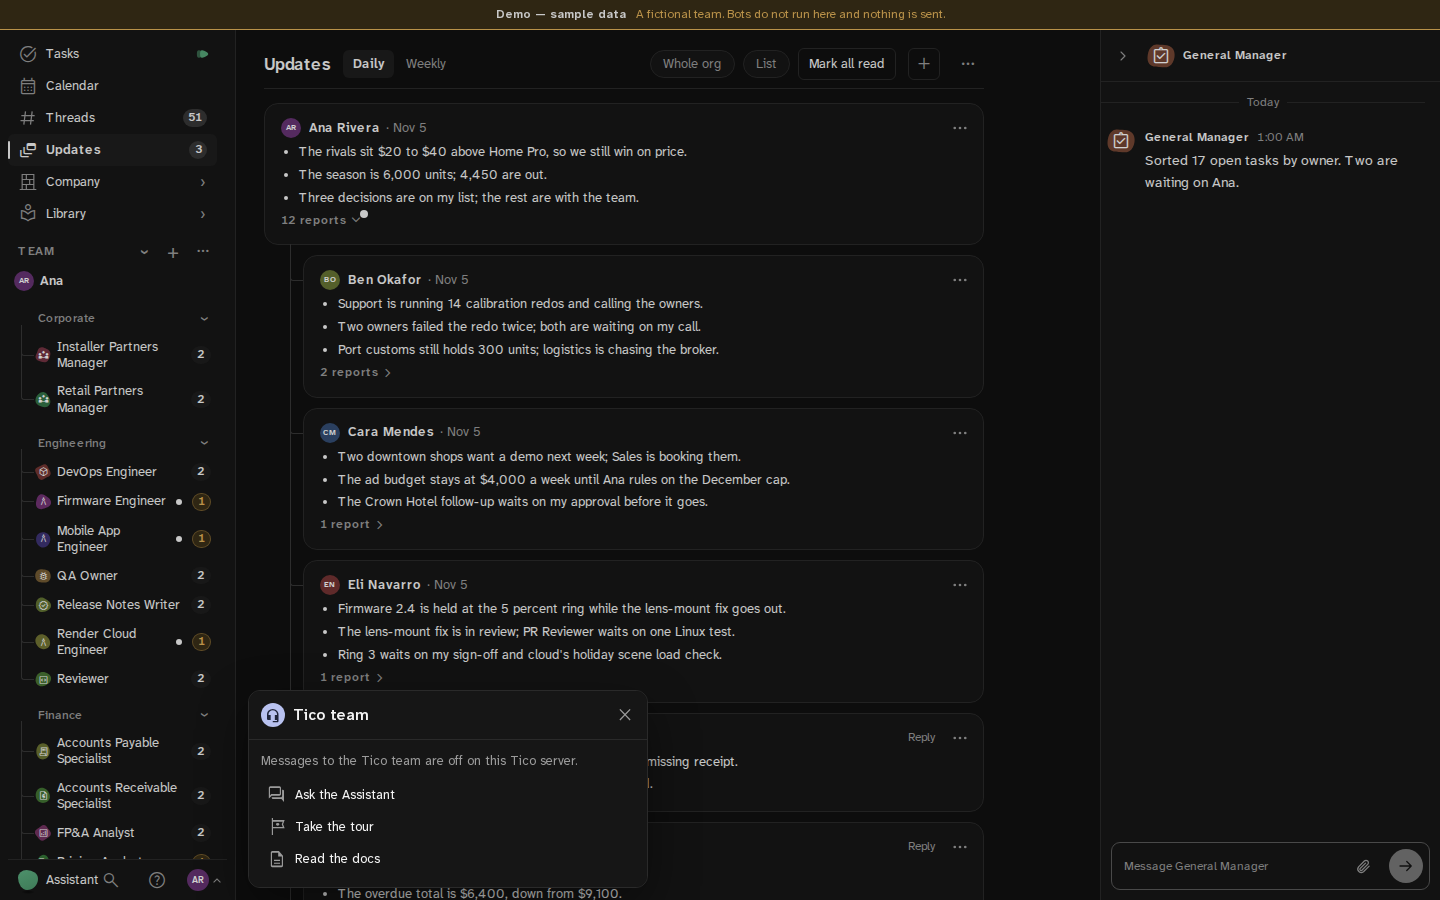 Demo — sample data A fictional team. Bots do not run here and nothing is sent.
Tasks
Calendar
Threads 51
Updates 3
Company
Library
TEAM
AR Ana
Corporate
Installer Partners
Manager 2
Retail Partners
Manager 2
Engineering
DevOps Engineer 2
Firmware Engineer 1
Mobile App
Engineer 1
QA Owner 2
Release Notes Writer 2
Render Cloud
Engineer 1
Reviewer 2
Finance
Accounts Payable
Specialist 2
Accounts Receivable
Specialist 2
FP&A Analyst 2
Assistant AR
Updates Daily Weekly Whole org List Mark all read
AR Ana Rivera · Nov 5
• The rivals sit $20 to $40 above Home Pro, so we still win on price.
• The season is 6,000 units; 4,450 are out.
• Three decisions are on my list; the rest are with the team.
12 reports
BO Ben Okafor · Nov 5
• Support is running 14 calibration redos and calling the owners.
• Two owners failed the redo twice; both are waiting on my call.
• Port customs still holds 300 units; logistics is chasing the broker.
2 reports
CM Cara Mendes · Nov 5
• Two downtown shops want a demo next week; Sales is booking them.
• The ad budget stays at $4,000 a week until Ana rules on the December cap.
• The Crown Hotel follow-up waits on my approval before it goes.
1 report
EN Eli Navarro · Nov 5
• Firmware 2.4 is held at the 5 percent ring while the lens-mount fix goes out.
• The lens-mount fix is in review; PR Reviewer waits on one Linux test.
• Ring 3 waits on my sign-off and cloud's holiday scene load check.
1 report
Reply
missing receipt.
Reply
• The overdue total is $6,400, down from $9,100.
Tico team
Messages to the Tico team are off on this Tico server.
Ask the Assistant
Take the tour
Read the docs
General Manager
Today
General Manager 1:00 AM
Sorted 17 open tasks by owner. Two are
waiting on Ana.
Message General Manager